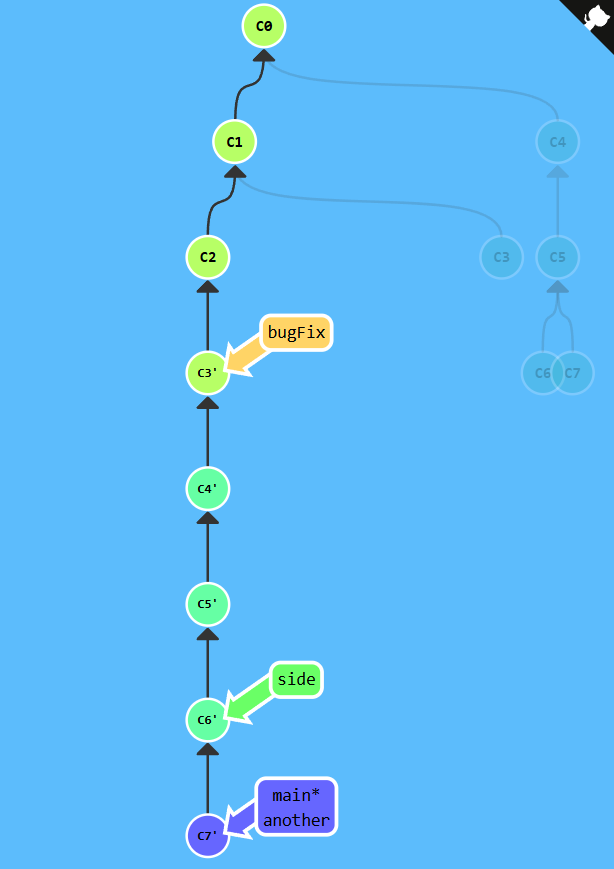 C0
C1
C4
C2
C3
C5
bugFix
C3'
C6
C7
C4'
C5'
side
C6'
main*
another
C7'